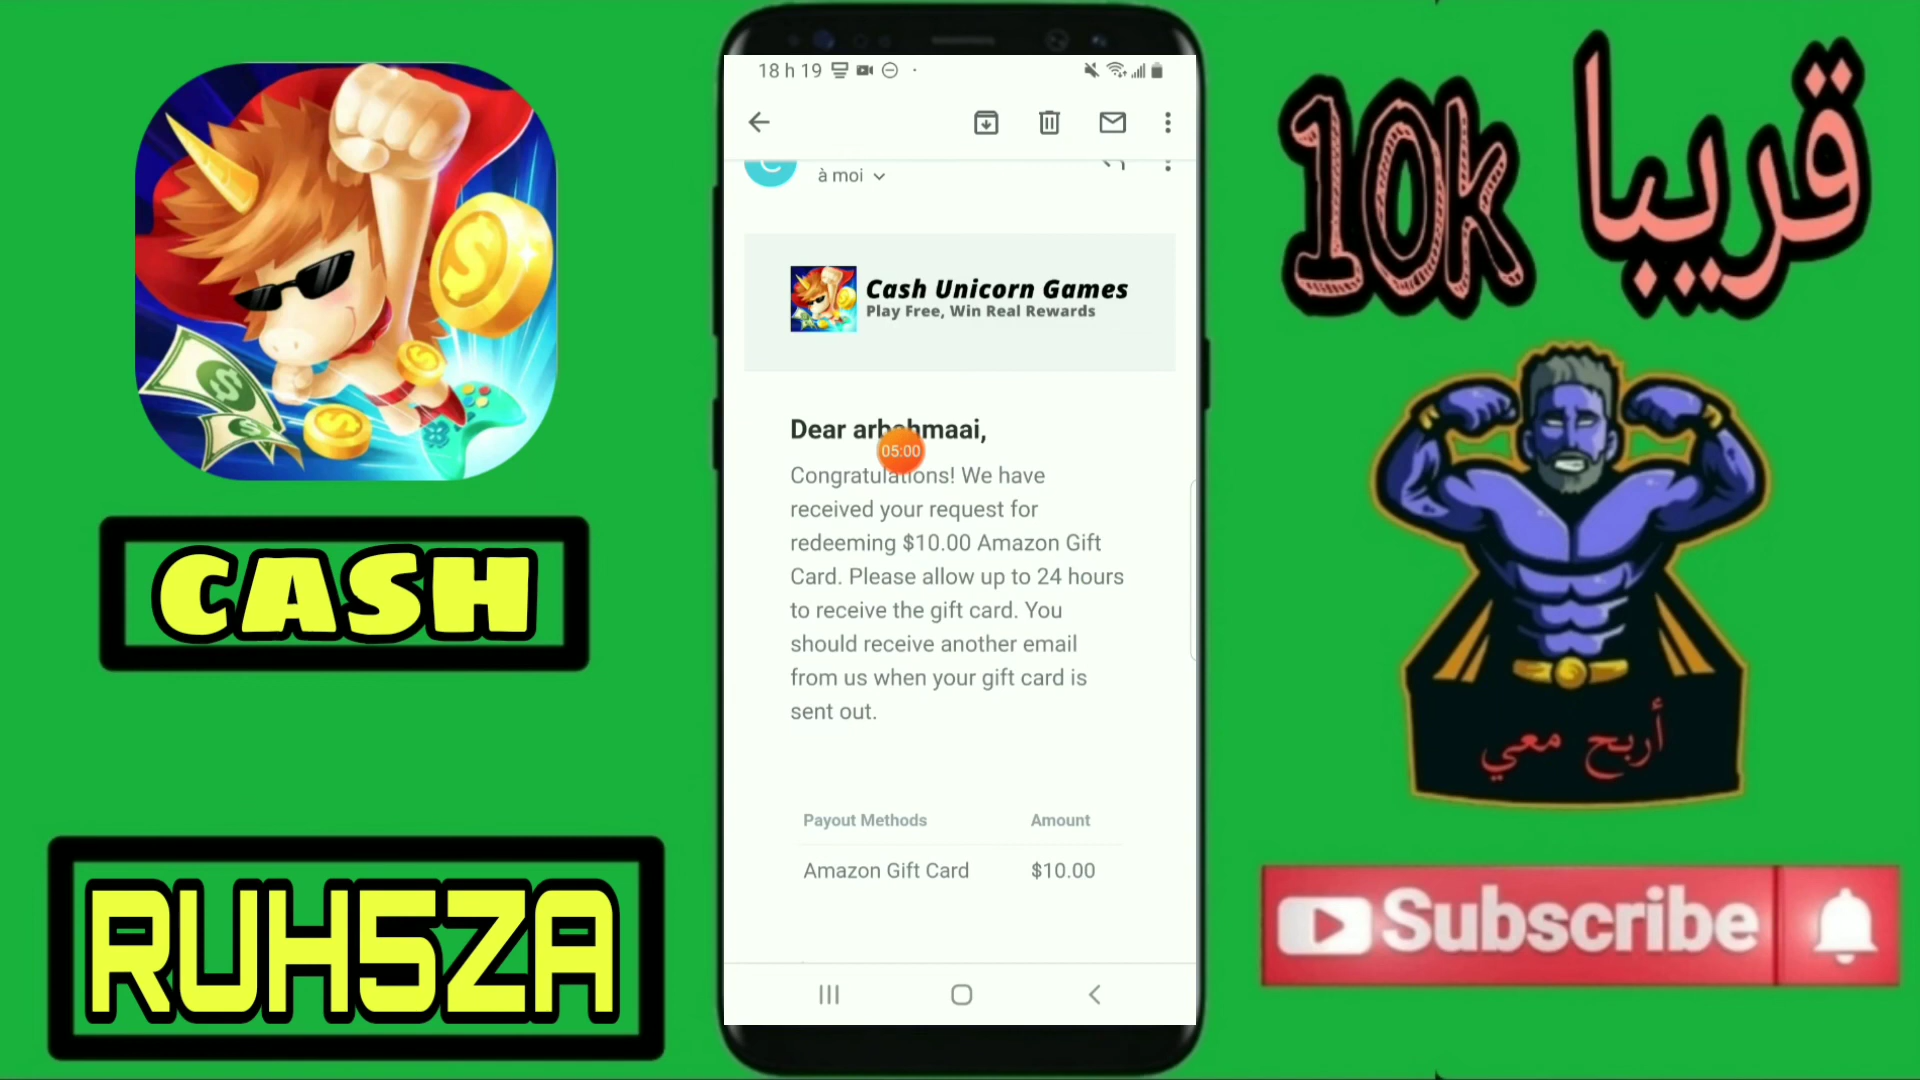 CASH
RUH5ZA
18 h 19
à moi
Cash Unicorn Games
Play Free, Win Real Rewards
05:00
Congratulations! We have
received your request for
redeeming $10.00 Amazon Gift
Card. Please allow up to 24 hours
to receive the gift card. You
should receive another email
from us when your gift card is
sent out.
Payout Methods Amount
Amazon Gift Card $10.00
قريبا 10k
أربح معي
Subscribe